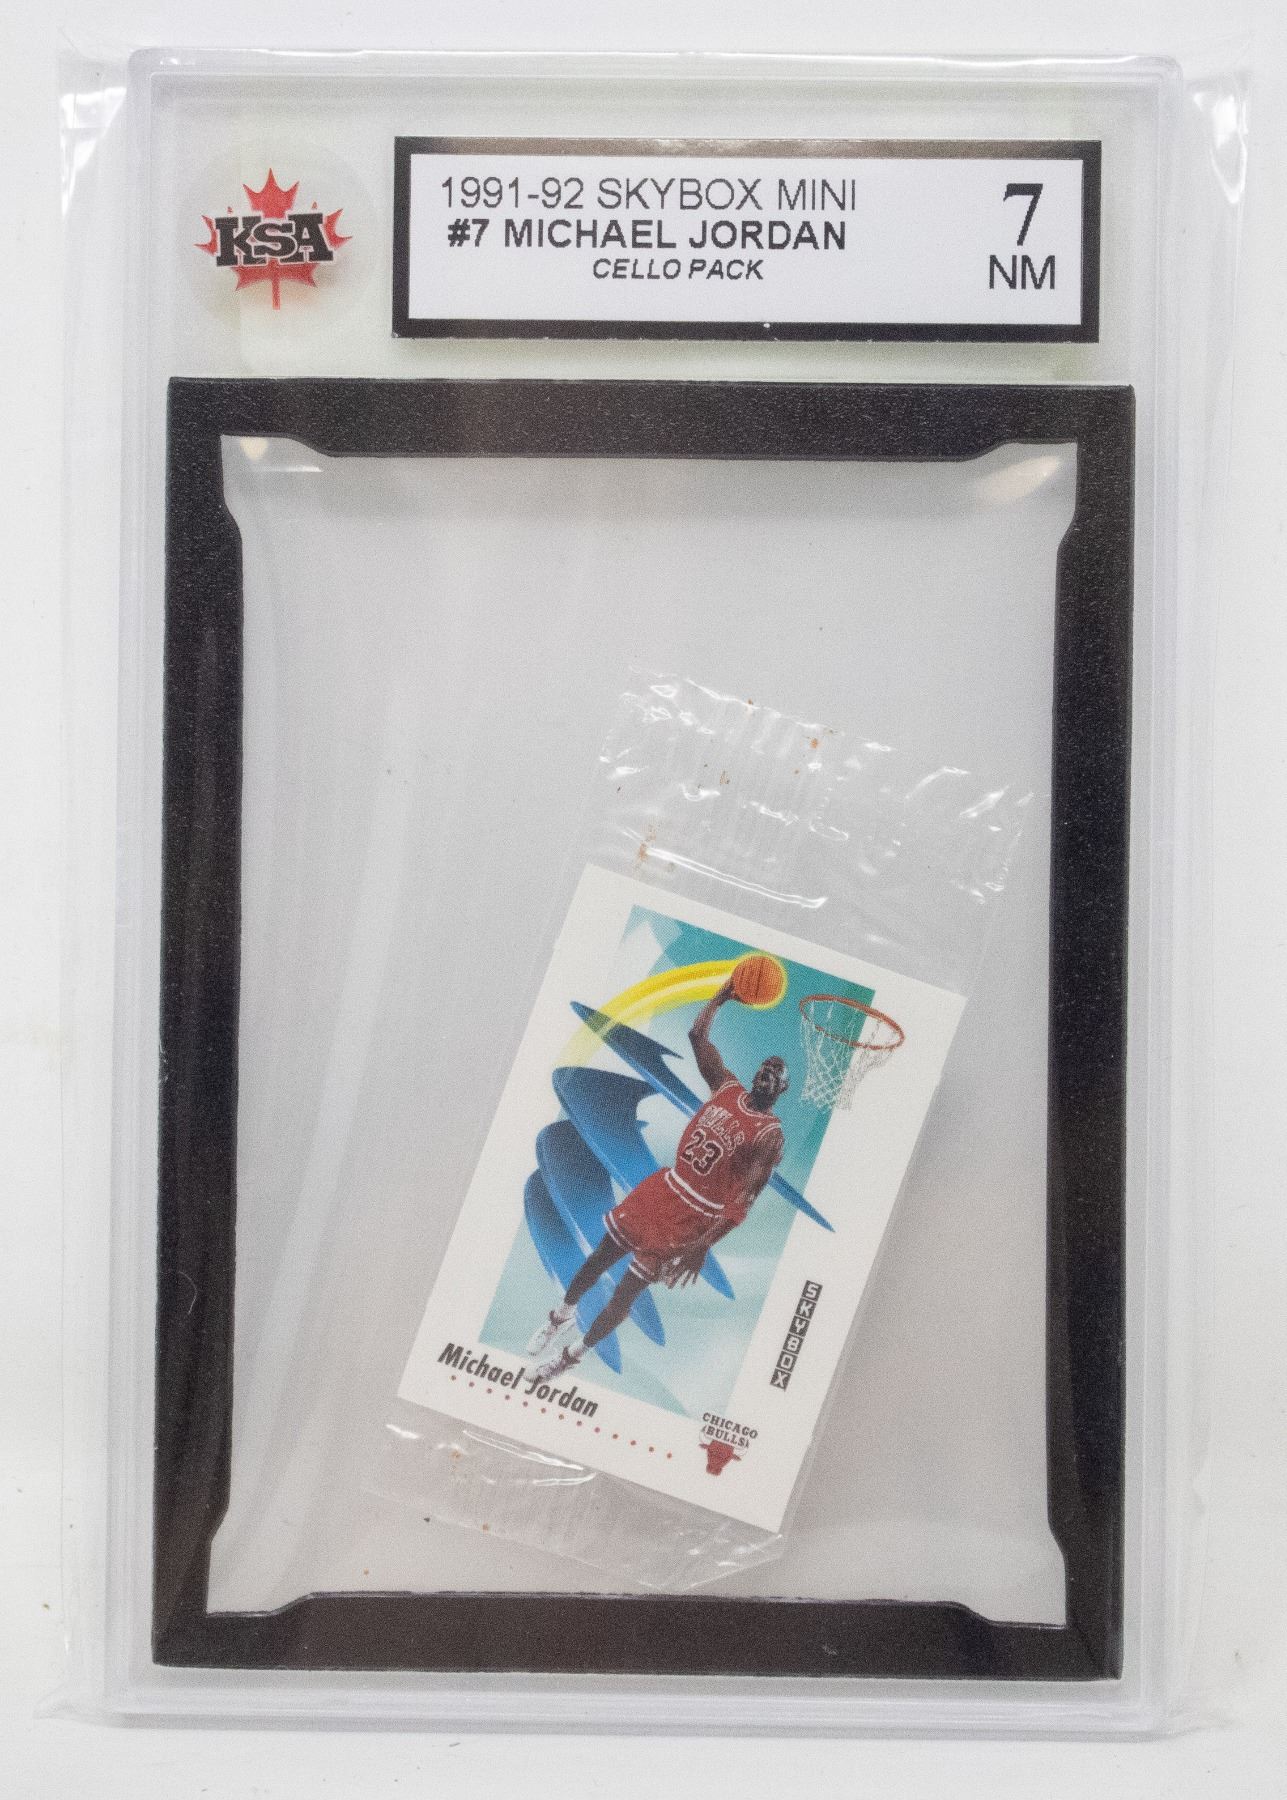 KSA
1991-92 SKYBOX MINI
#7 MICHAEL JORDAN
CELLO PACK
7
NM
BULLS
23
SKYBOX
Michael Jordan
CHICAGO
BULLS